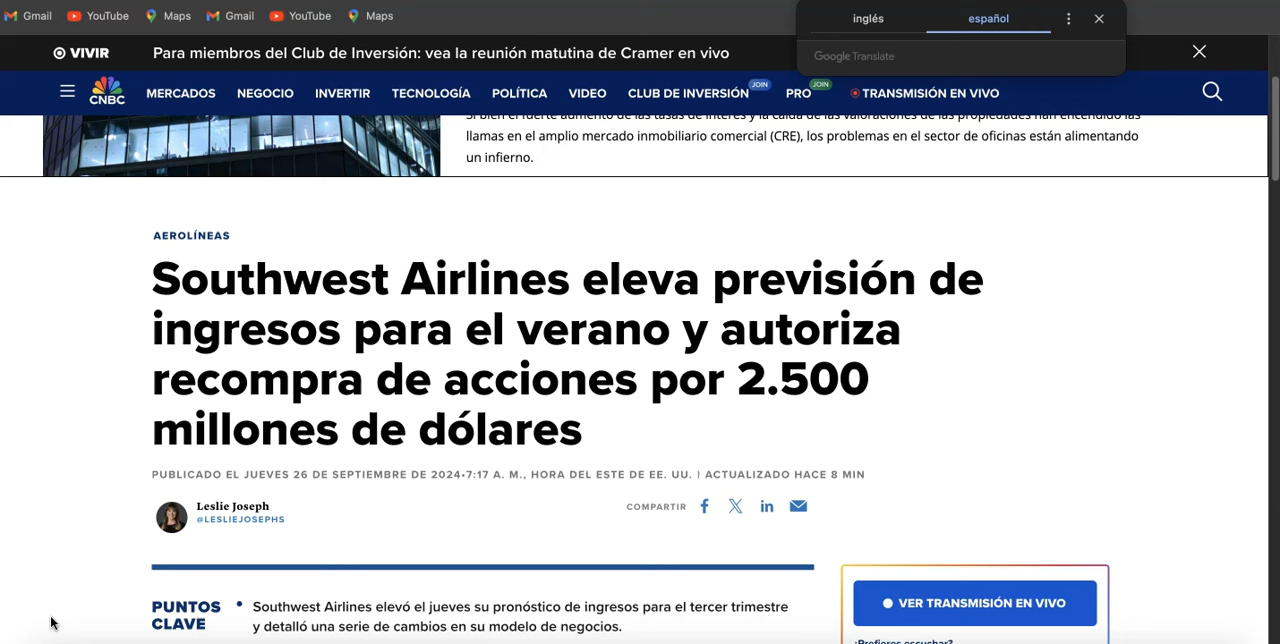 Gmail YouTube Maps Gmail YouTube Maps
inglés español
Google Translate
VIVIR Para miembros del Club de Inversión: vea la reunión matutina de Cramer en vivo
CNBC MERCADOS NEGOCIO INVERTIR TECNOLOGÍA POLÍTICA VIDEO CLUB DE INVERSIÓN JOIN PRO JOIN TRANSMISIÓN EN VIVO
Si bien el fuerte aumento de las tasas de interés y la caída de las valoraciones de las propiedades han encendido las
llamas en el amplio mercado inmobiliario comercial (CRE), los problemas en el sector de oficinas están alimentando
un infierno.
AEROLÍNEAS
Southwest Airlines eleva previsión de
ingresos para el verano y autoriza
recompra de acciones por 2.500
millones de dólares
PUBLICADO EL JUEVES 26 DE SEPTIEMBRE DE 2024•7:17 A. M., HORA DEL ESTE DE EE. UU. | ACTUALIZADO HACE 8 MIN
Leslie Joseph
@LESLIEJOSEPHS
COMPARTIR
PUNTOS
CLAVE
• Southwest Airlines elevó el jueves su pronóstico de ingresos para el tercer trimestre
y detalló una serie de cambios en su modelo de negocios.
VER TRANSMISIÓN EN VIVO
¿Prefieres escuchar?